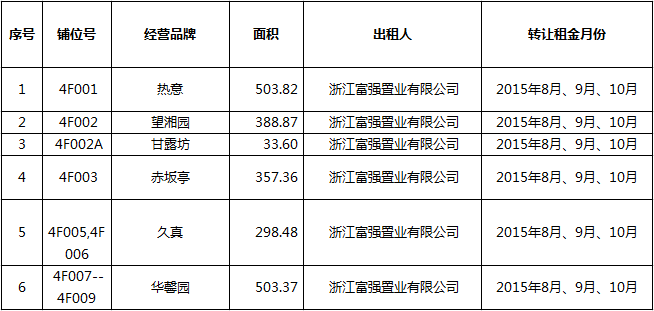 序号 铺位号 经营品牌 面积 出租人 转让租金月份
1 4F001 热意 503.82 浙江富强置业有限公司 2015年8月、9月、10月
2 4F002 望湘园 388.87 浙江富强置业有限公司 2015年8月、9月、10月
3 4F002A 甘露坊 33.60 浙江富强置业有限公司 2015年8月、9月、10月
4 4F003 赤坂亭 357.36 浙江富强置业有限公司 2015年8月、9月、10月
5 4F005,4F 久真 298.48 浙江富强置业有限公司 2015年8月、9月、10月
006
4F007--
6 4F009 华馨园 503.37 浙江富强置业有限公司 2015年8月、9月、10月